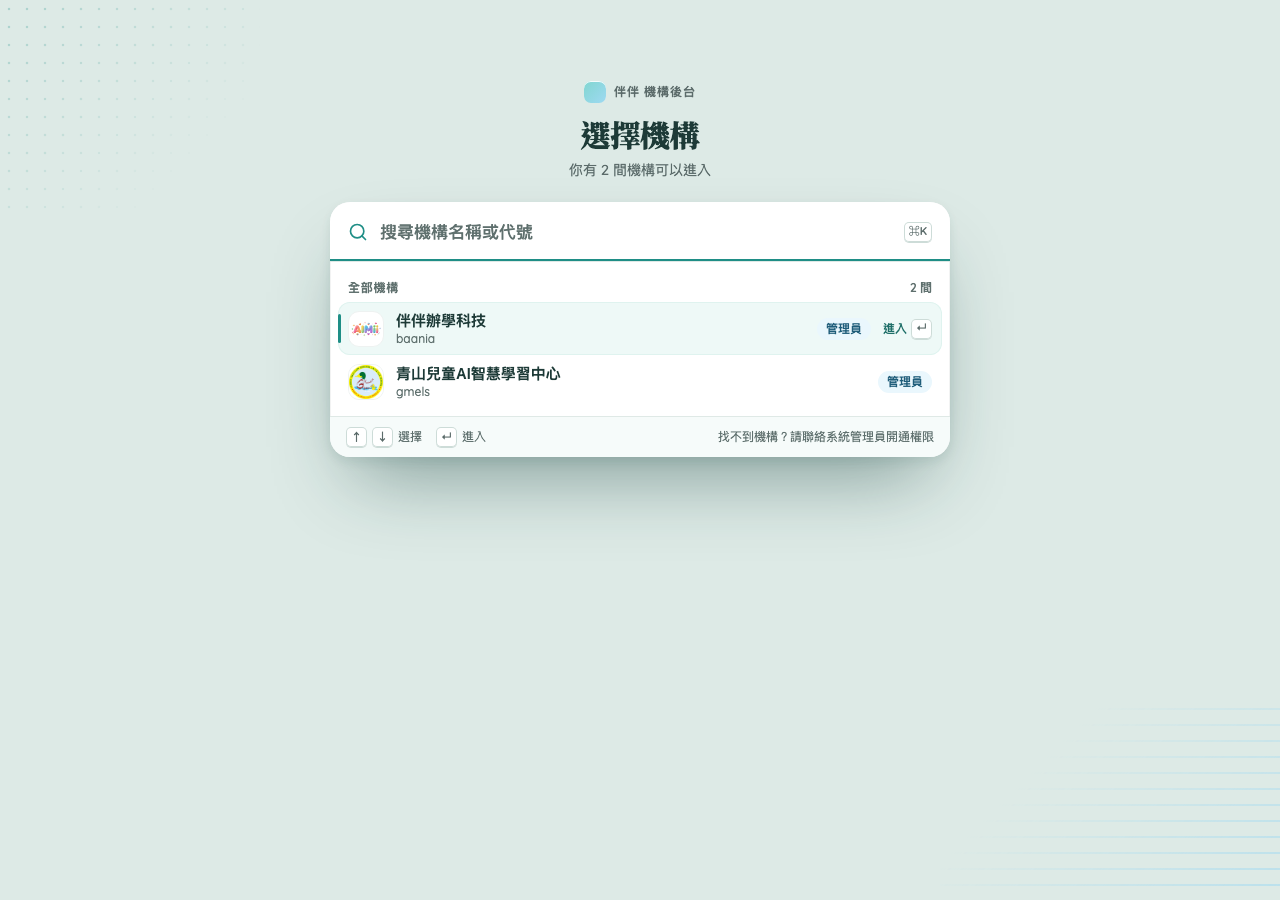 伴伴 機構後台
選擇機構
你有 2 間機構可以進入
搜尋機構名稱或代號
⌘K
全部機構
2 間
AiMii
伴伴辦學科技
baania
管理員
進入 ↵
青山兒童AI智慧學習中心
gmels
管理員
↑ ↓ 選擇 ↵ 進入
找不到機構？請聯絡系統管理員開通權限